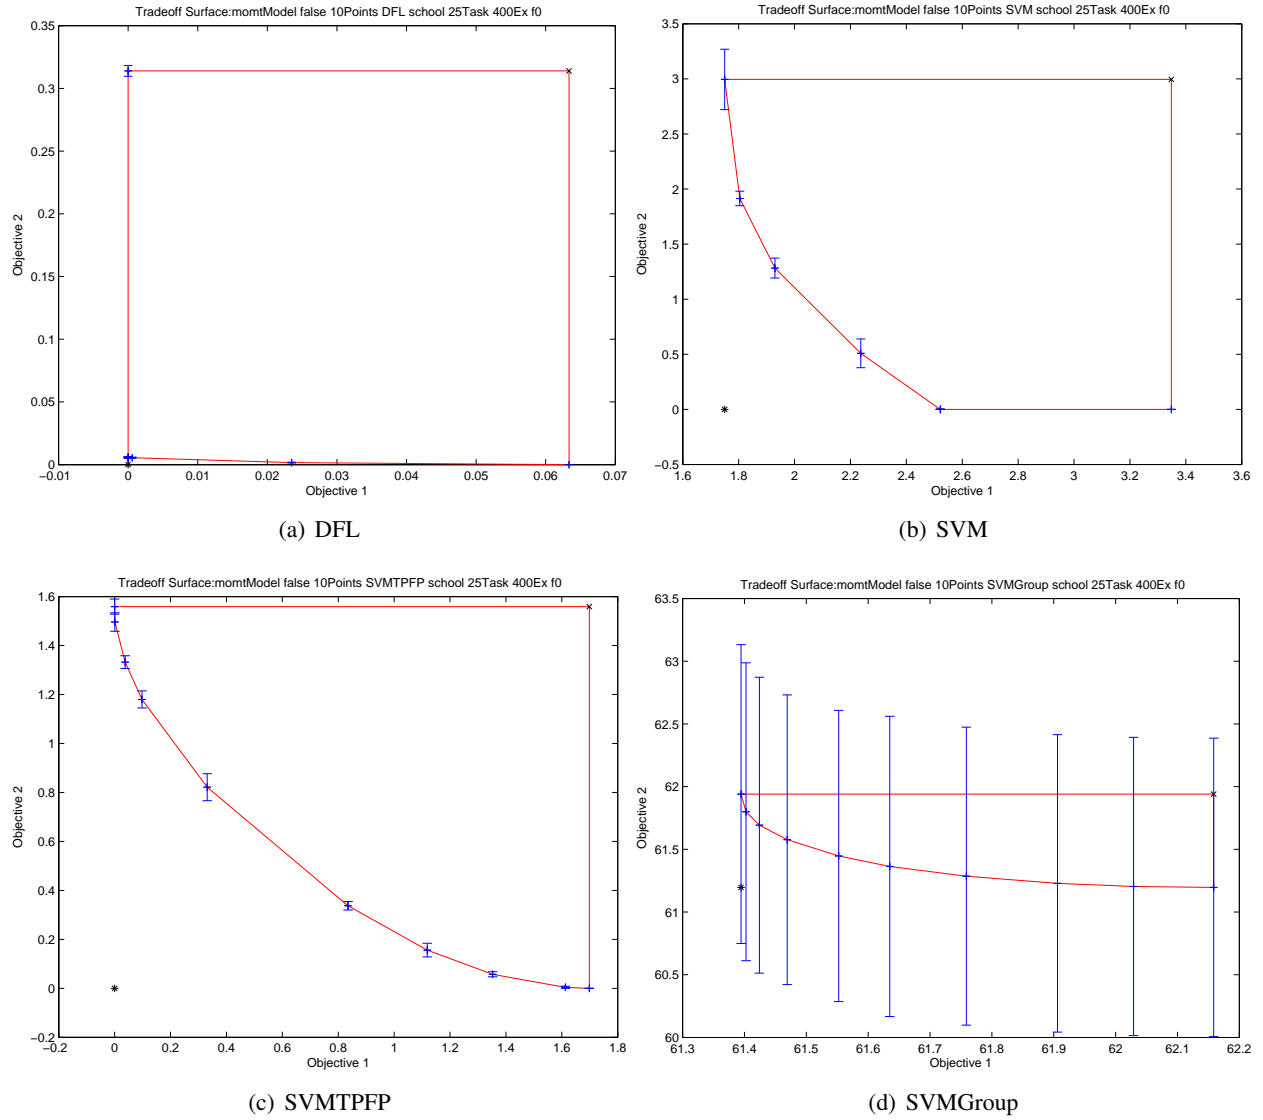 Tradeoff Surface:momtModel false 10Points DFL school 25Task 400Ex f0
0.35
0.3
0.25
0.2
0.15
0.1
0.05
0
Objective 2
−0.01 0 0.01 0.02 0.03 0.04 0.05 0.06 0.07
Objective 1
(a) DFL
Tradeoff Surface:momtModel false 10Points SVM school 25Task 400Ex f0
3.5
3
2.5
2
1.5
1
0.5
0
−0.5
Objective 2
1.6 1.8 2 2.2 2.4 2.6 2.8 3 3.2 3.4 3.6
Objective 1
(b) SVM
Tradeoff Surface:momtModel false 10Points SVMTPFP school 25Task 400Ex f0
1.6
1.4
1.2
1
0.8
0.6
0.4
0.2
0
−0.2
Objective 2
−0.2 0 0.2 0.4 0.6 0.8 1 1.2 1.4 1.6 1.8
Objective 1
(c) SVMTPFP
Tradeoff Surface:momtModel false 10Points SVMGroup school 25Task 400Ex f0
63.5
63
62.5
62
61.5
61
60.5
60
Objective 2
61.3 61.4 61.5 61.6 61.7 61.8 61.9 62 62.1 62.2
Objective 1
(d) SVMGroup